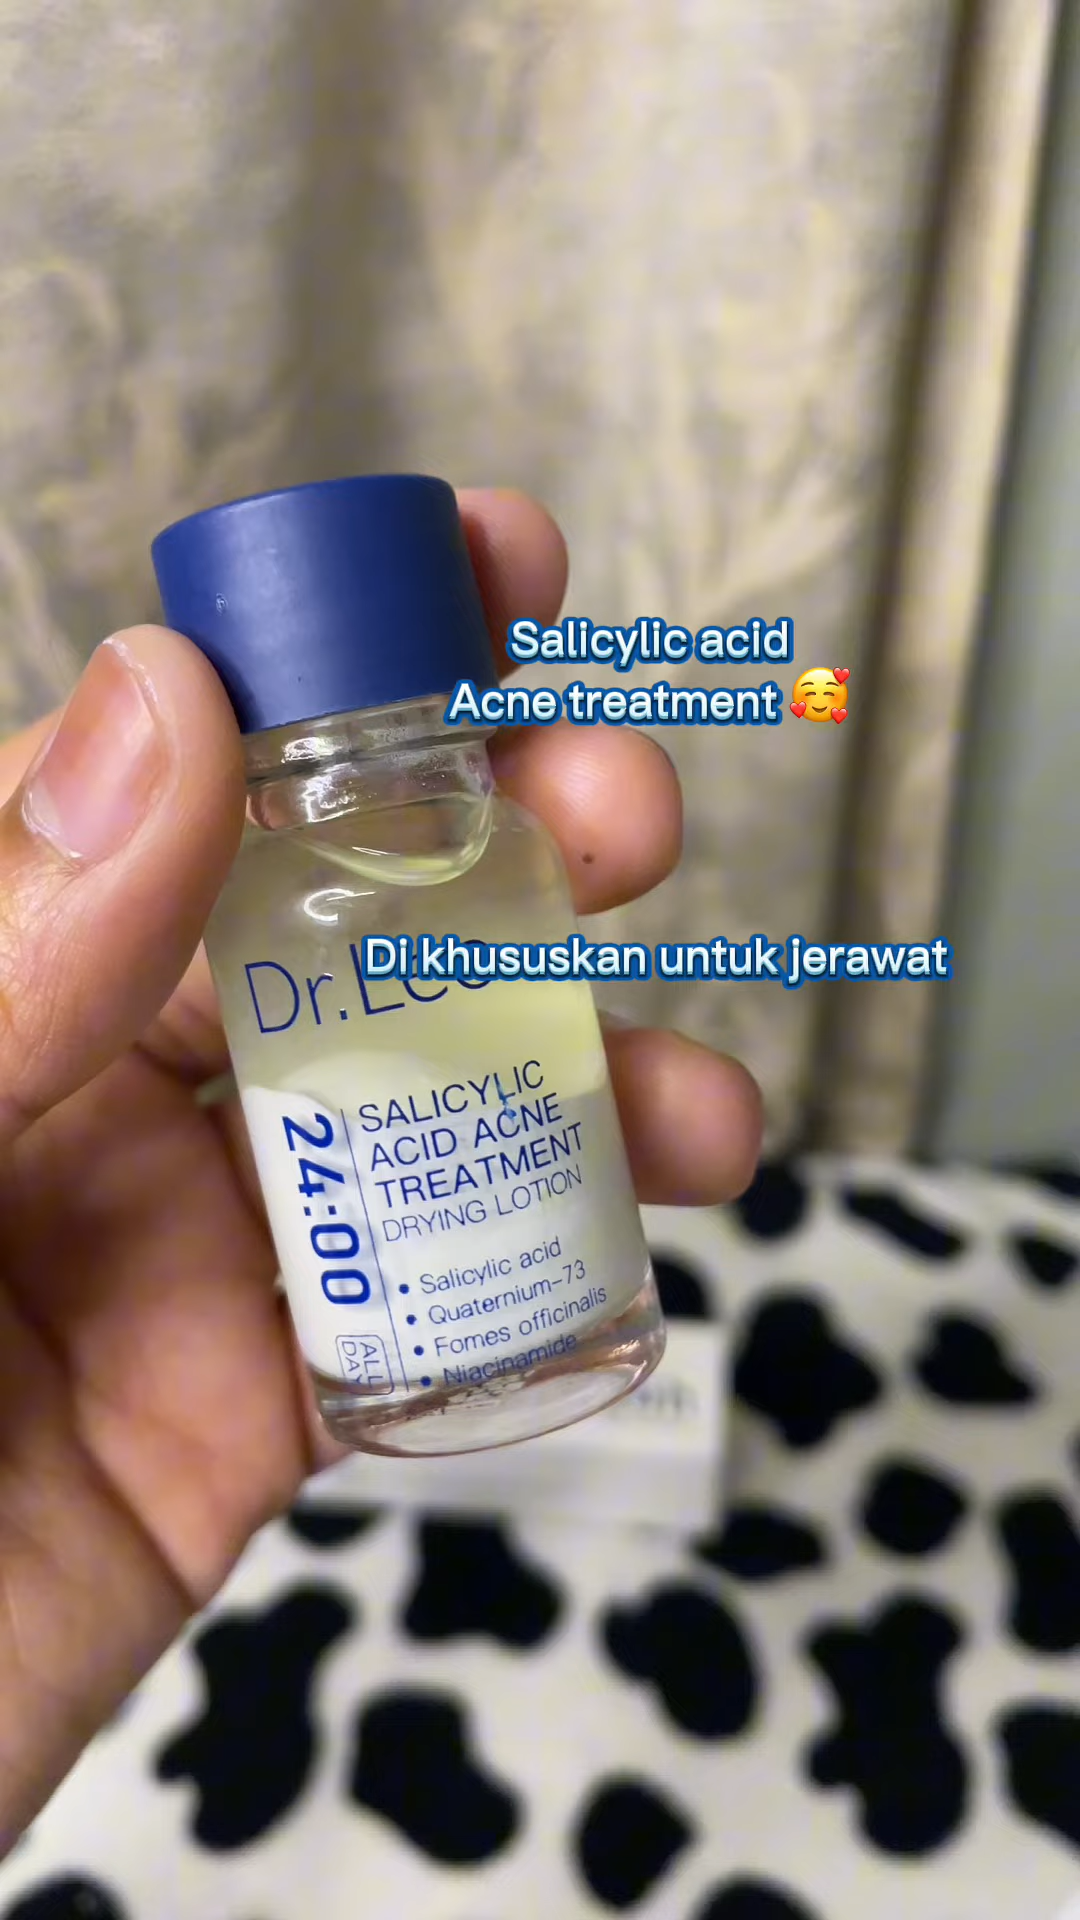 Salicylic acid
Acne treatment 🥰
Di khususkan untuk jerawat
Dr.
SALICYLIC
ACID ACNE
TREATMENT
DRYING LOTION
24:00
ALL
DAY
• Salicylic acid
• Quaternium-73
• Fomes officinalis
• Niacinamide